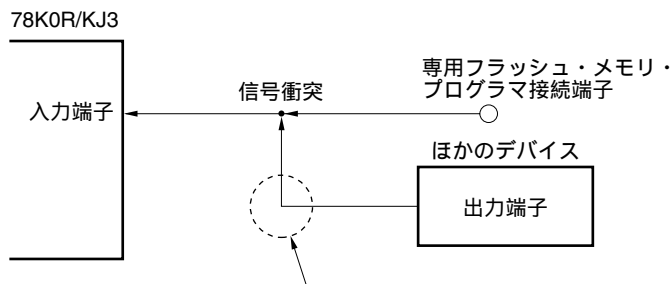 78K0R/KJ3
専用フラッシュ・メモリ・
プログラマ接続端子
信号衝突
入力端子
ほかのデバイス
出力端子